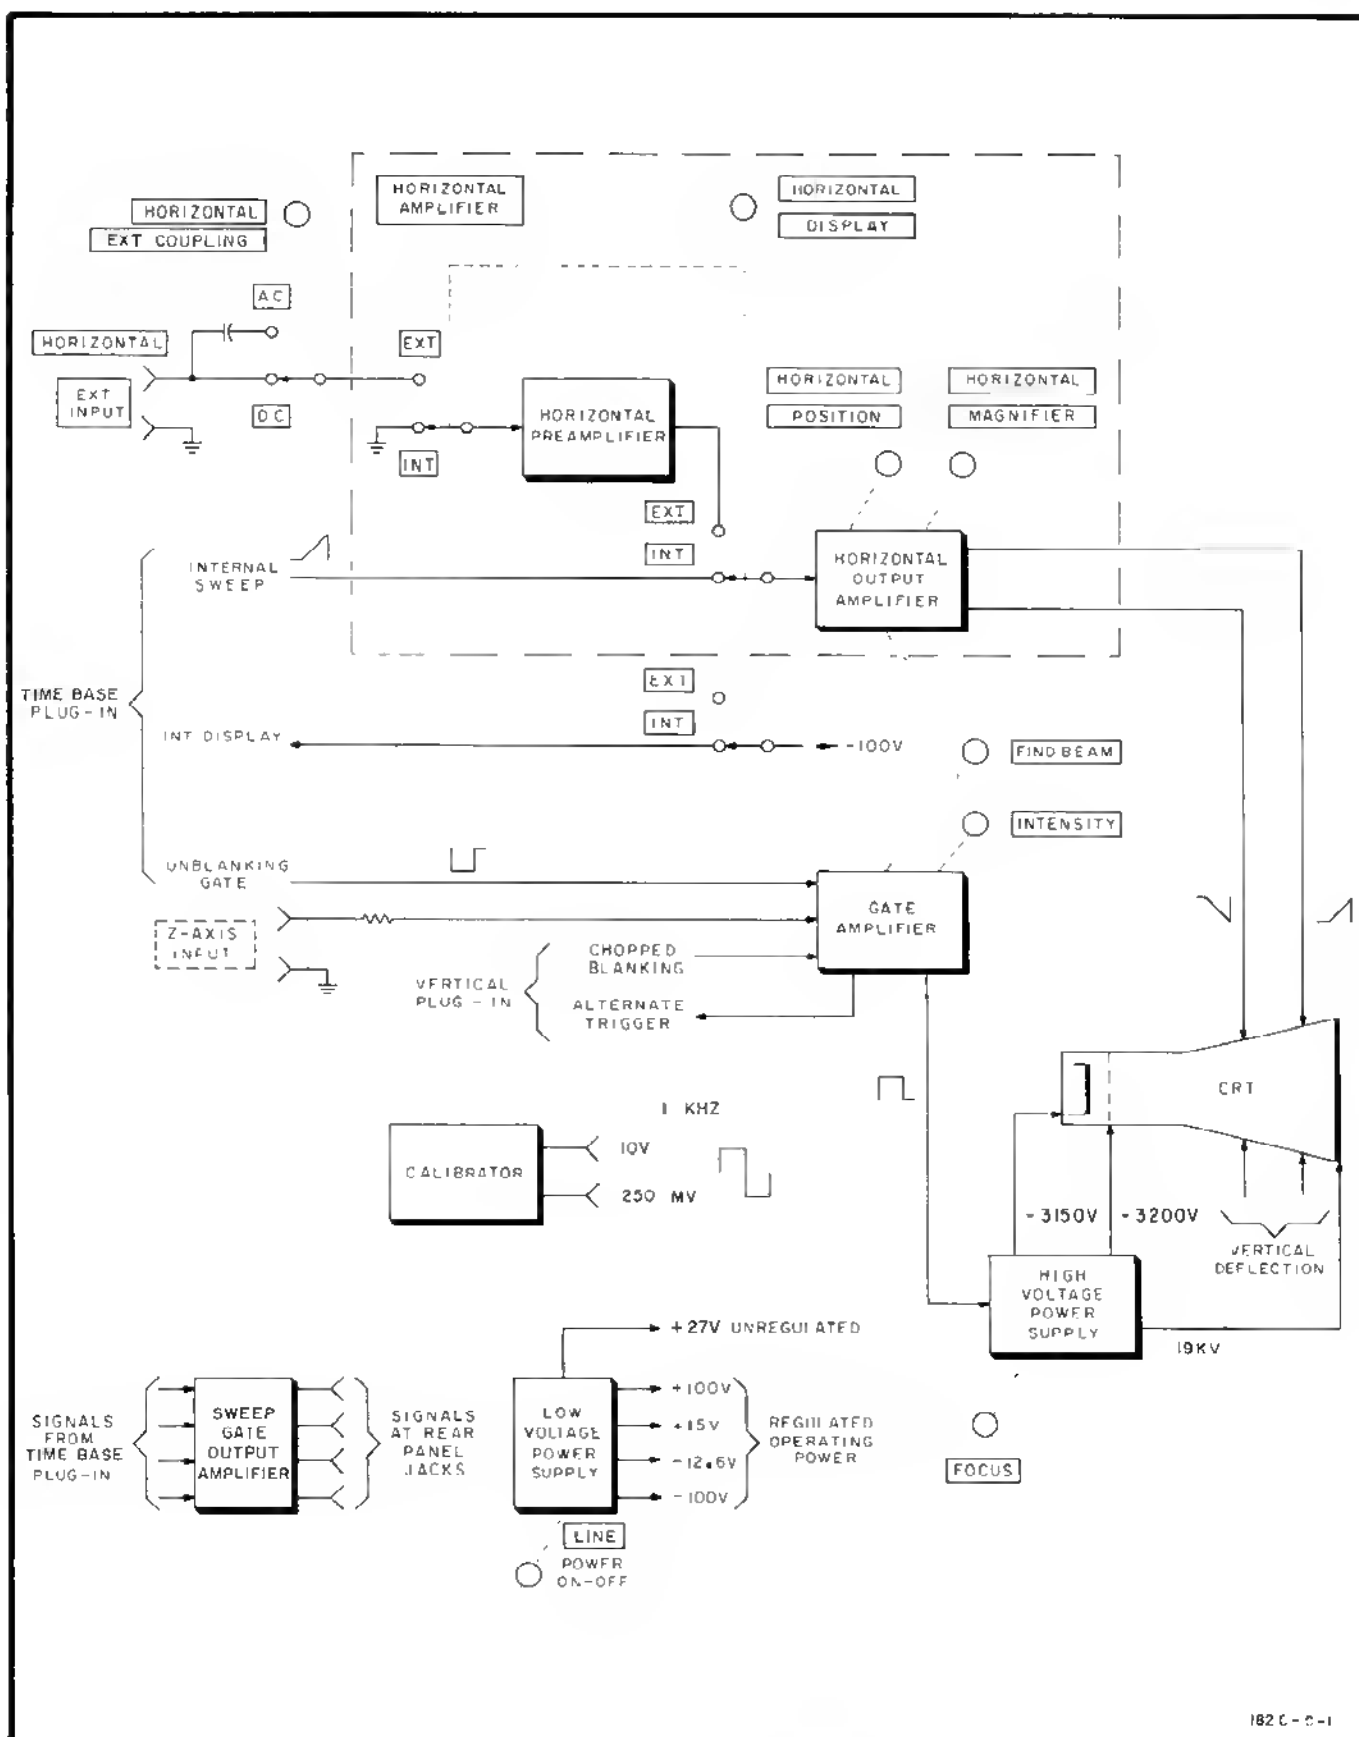 HORIZONTAL
AMPLIFIER
HORIZONTAL
DISPLAY
HORIZONTAL
EXT COUPLING
AC
HORIZONTAL
EXT
INPUT
DC
EXT
INT
HORIZONTAL
PREAMPLIFIER
HORIZONTAL
POSITION
HORIZONTAL
MAGNIFIER
EXT
INT
INTERNAL
SWEEP
HORIZONTAL
OUTPUT
AMPLIFIER
TIME BASE
PLUG-IN
EXT
INT
INT DISPLAY
-100V
FIND BEAM
INTENSITY
UNBLANKING
GATE
GATE
AMPLIFIER
Z-AXIS
INPUT
VERTICAL
PLUG-IN
CHOPPED
BLANKING
ALTERNATE
TRIGGER
CRT
1 KHZ
CALIBRATOR
10V
250 MV
-3150V
-3200V
VERTICAL
DEFLECTION
HIGH
VOLTAGE
POWER
SUPPLY
19KV
+27V UNREGULATED
SIGNALS
FROM
TIME BASE
PLUG-IN
SWEEP
GATE
OUTPUT
AMPLIFIER
SIGNALS
AT REAR
PANEL
JACKS
LOW
VOLTAGE
POWER
SUPPLY
+100V
+15V
-12.6V
-100V
REGULATED
OPERATING
POWER
FOCUS
LINE
POWER
ON-OFF